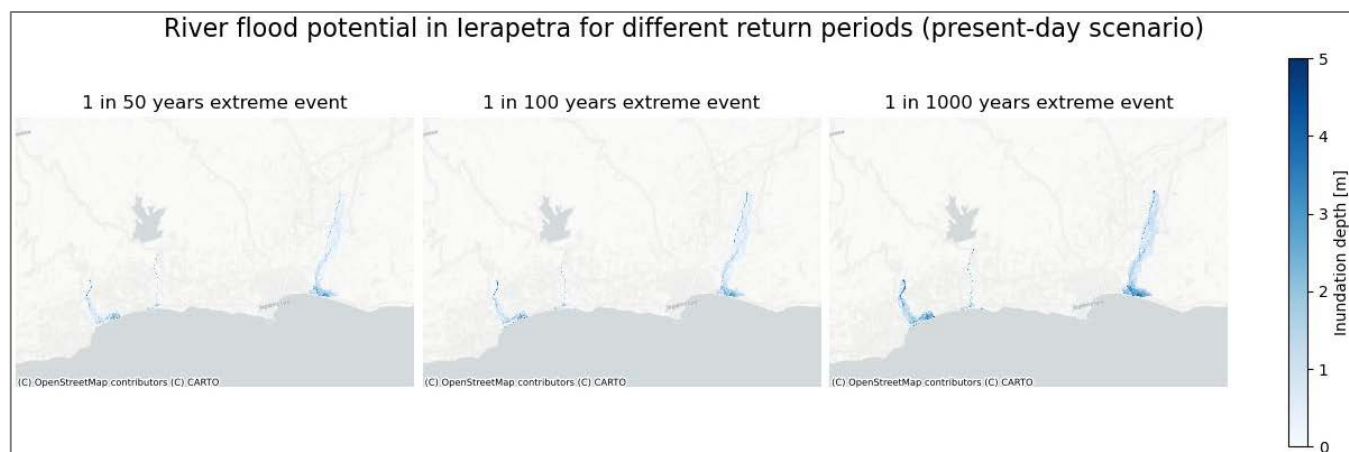 River flood potential in Ierapetra for different return periods (present-day scenario)
1 in 50 years extreme event
1 in 100 years extreme event
1 in 1000 years extreme event
(C) OpenStreetMap contributors (C) CARTO
(C) OpenStreetMap contributors (C) CARTO
(C) OpenStreetMap contributors (C) CARTO
5
4
3
2
1
0
Inundation depth [m]